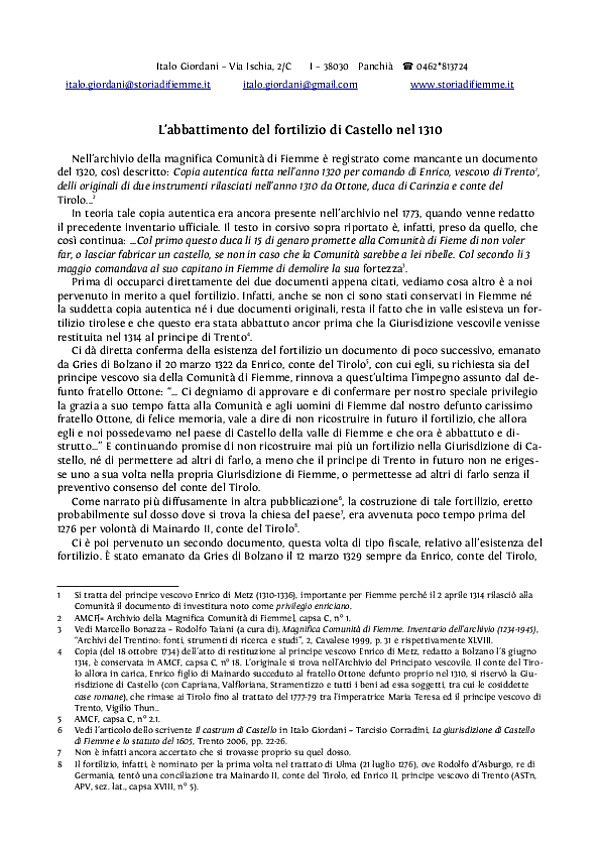 Italo Giordani – Via Ischia, 2/C I – 38030 Panchià ☎ 0462*813724
italo.giordani@storiadifiemme.it italo.giordani@gmail.com www.storiadifiemme.it
L'abbattimento del fortilizio di Castello nel 1310
Nell'archivio della magnifica Comunità di Fiemme è registrato come mancante un documento
del 1320, così descritto: Copia autentica fatta nell'anno 1320 per comando di Enrico, vescovo di Trento¹,
delli originali di due instrumenti rilasciati nell'anno 1310 da Ottone, duca di Carinzia e conte del
Tirolo...²
In teoria tale copia autentica era ancora presente nell'archivio nel 1773, quando venne redatto
il precedente inventario ufficiale. Il testo in corsivo sopra riportato è, infatti, preso da quello, che
così continua: ...Col primo questo duca li 15 di genaro promette alla Comunità di Fieme di non voler
far, o lasciar fabricar un castello, se non in caso che la Comunità sarebbe a lei ribelle. Col secondo li 3
maggio comandava al suo capitano in Fiemme di demolire la sua fortezza³.
Prima di occuparci direttamente dei due documenti appena citati, vediamo cosa altro è a noi
pervenuto in merito a quel fortilizio. Infatti, anche se non ci sono stati conservati in Fiemme né
la suddetta copia autentica né i due documenti originali, resta il fatto che in valle esisteva un for-
tilizio tirolese e che questo era stata abbattuto ancor prima che la Giurisdizione vescovile venisse
restituita nel 1314 al principe di Trento⁴.
Ci dà diretta conferma della esistenza del fortilizio un documento di poco successivo, emanato
da Gries di Bolzano il 20 marzo 1322 da Enrico, conte del Tirolo⁵, con cui egli, su richiesta sia del
principe vescovo sia della Comunità di Fiemme, rinnova a quest'ultima l'impegno assunto dal de-
funto fratello Ottone: "... Ci degniamo di approvare e di confermare per nostro speciale privilegio
la grazia a suo tempo fatta alla Comunità e agli uomini di Fiemme dal nostro defunto carissimo
fratello Ottone, di felice memoria, vale a dire di non ricostruire in futuro il fortilizio, che allora
egli e noi possedevamo nel paese di Castello della valle di Fiemme e che ora è abbattuto e di-
strutto..." E continuando promise di non ricostruire mai più un fortilizio nella Giurisdizione di Ca-
stello, né di permettere ad altri di farlo, a meno che il principe di Trento in futuro non ne eriges-
se uno a sua volta nella propria Giurisdizione di Fiemme, o permettesse ad altri di farlo senza il
preventivo consenso del conte del Tirolo.
Come narrato più diffusamente in altra pubblicazione⁶, la costruzione di tale fortilizio, eretto
probabilmente sul dosso dove si trova la chiesa del paese⁷, era avvenuta poco tempo prima del
1276 per volontà di Mainardo II, conte del Tirolo⁸.
Ci è poi pervenuto un secondo documento, questa volta di tipo fiscale, relativo all'esistenza del
fortilizio. È stato emanato da Gries di Bolzano il 12 marzo 1329 sempre da Enrico, conte del Tirolo,
1 Si tratta del principe vescovo Enrico di Metz (1310-1336), importante per Fiemme perché il 2 aprile 1314 rilasciò alla
Comunità il documento di investitura noto come privilegio enriciano.
2 AMCF[= Archivio della Magnifica Comunità di Fiemme], capsa C, n° 1.
3 Vedi Marcello Bonazza – Rodolfo Taiani (a cura di), Magnifica Comunità di Fiemme. Inventario dell'archivio (1234-1945),
"Archivi del Trentino: fonti, strumenti di ricerca e studi", 2, Cavalese 1999, p. 31 e rispettivamente XLVIII.
4 Copia (del 18 ottobre 1734) dell'atto di restituzione al principe vescovo Enrico di Metz, redatto a Bolzano l'8 giugno
1314, è conservata in AMCF, capsa C, n° 18. L'originale si trova nell'Archivio del Principato vescovile. Il conte del Tiro-
lo allora in carica, Enrico figlio di Mainardo succeduto al fratello Ottone defunto proprio nel 1310, si riservò la Giu-
risdizione di Castello (con Capriana, Valfloriana, Stramentizzo e tutti i beni ad essa soggetti, tra cui le cosiddette
case romane), che rimase ai Tirolo fino al trattato del 1777-79 tra l'imperatrice Maria Teresa ed il principe vescovo di
Trento, Vigilio Thun..
5 AMCF, capsa C, n° 2.1.
6 Vedi l'articolo dello scrivente Il castrum di Castello in Italo Giordani – Tarcisio Corradini, La giurisdizione di Castello
di Fiemme e lo statuto del 1605, Trento 2006, pp. 22-26.
7 Non è infatti ancora accertato che si trovasse proprio su quel dosso.
8 Il fortilizio, infatti, è nominato per la prima volta nel trattato di Ulma (21 luglio 1276), ove Rodolfo d'Asburgo, re di
Germania, tentò una conciliazione tra Mainardo II, conte del Tirolo, ed Enrico II, principe vescovo di Trento (ASTn,
APV, sez. lat., capsa XVIII, n° 5).